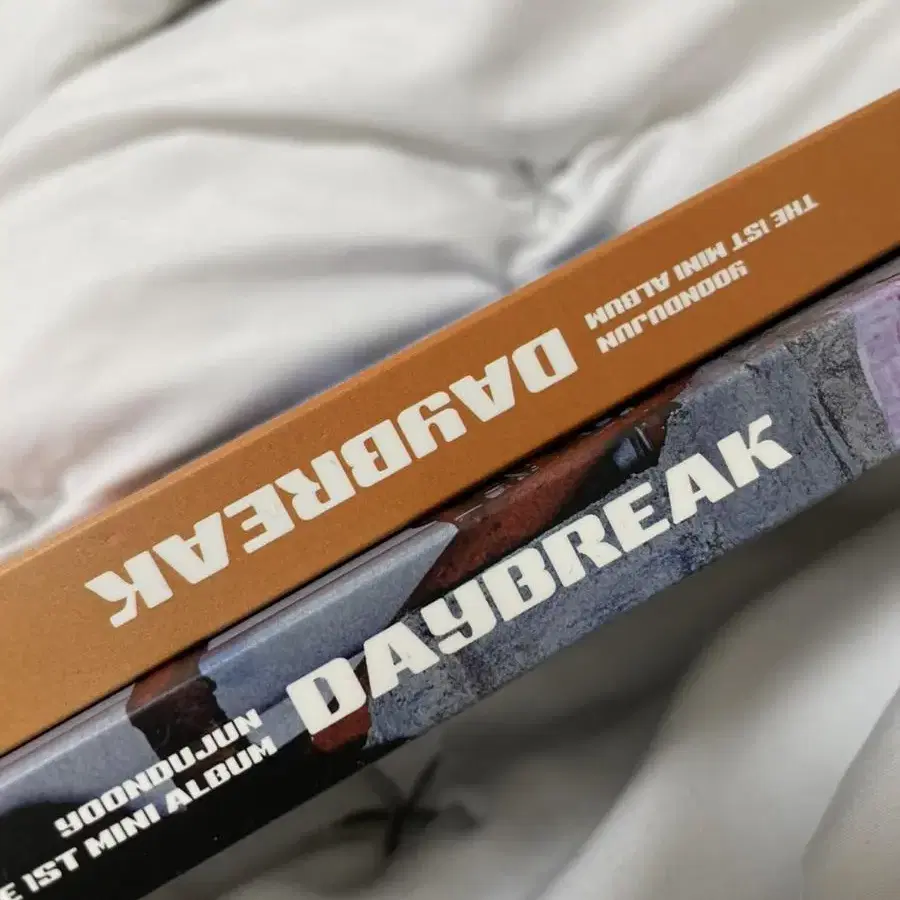 YOONDUJUN
THE 1ST MINI ALBUM
DAYBREAK
YOONDUJUN
E 1ST MINI ALBUM
DAYBREAK